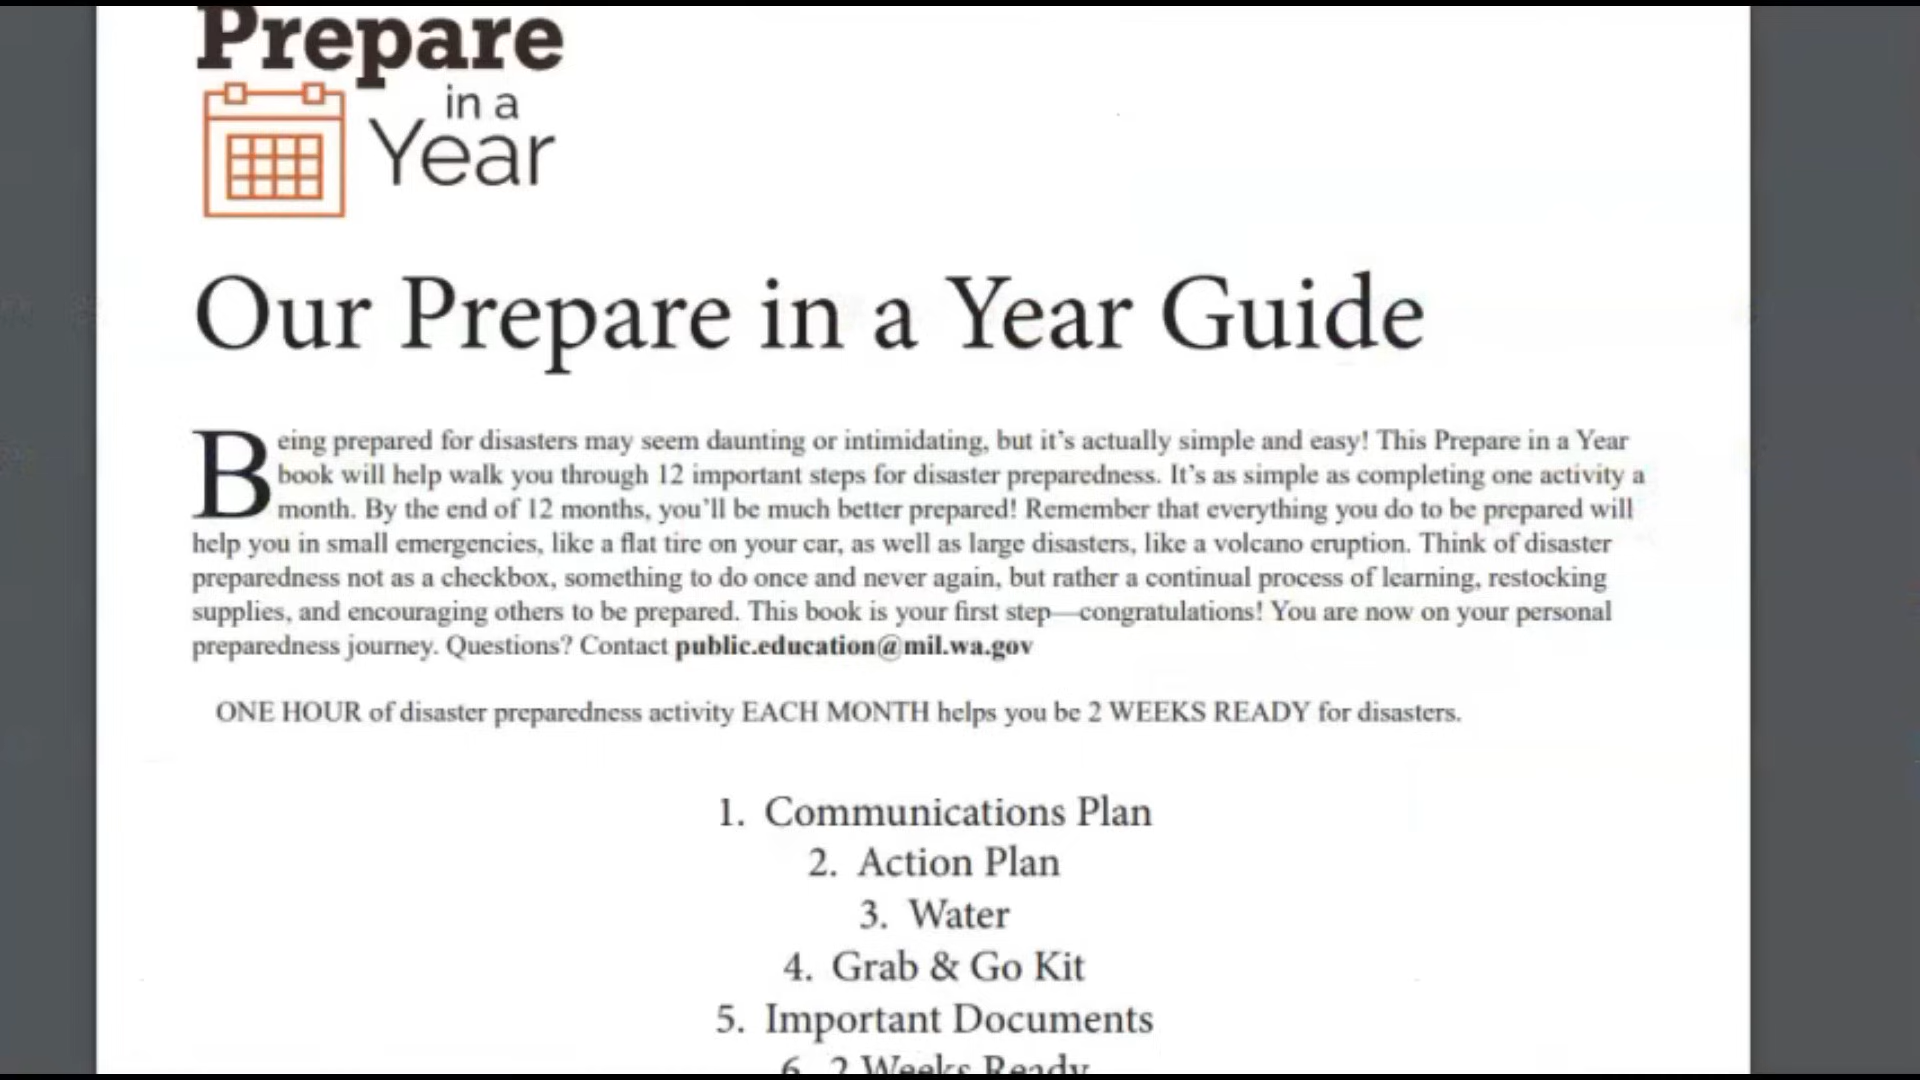 Prepare
in a
Year
Our Prepare in a Year Guide
Being prepared for disasters may seem daunting or intimidating, but it's actually simple and easy! This Prepare in a Year
book will help walk you through 12 important steps for disaster preparedness. It's as simple as completing one activity a
month. By the end of 12 months, you'll be much better prepared! Remember that everything you do to be prepared will
help you in small emergencies, like a flat tire on your car, as well as large disasters, like a volcano eruption. Think of disaster
preparedness not as a checkbox, something to do once and never again, but rather a continual process of learning, restocking
supplies, and encouraging others to be prepared. This book is your first step—congratulations! You are now on your personal
preparedness journey. Questions? Contact public.education@mil.wa.gov
ONE HOUR of disaster preparedness activity EACH MONTH helps you be 2 WEEKS READY for disasters.
1. Communications Plan
2. Action Plan
3. Water
4. Grab & Go Kit
5. Important Documents
6. 2 Weeks Ready